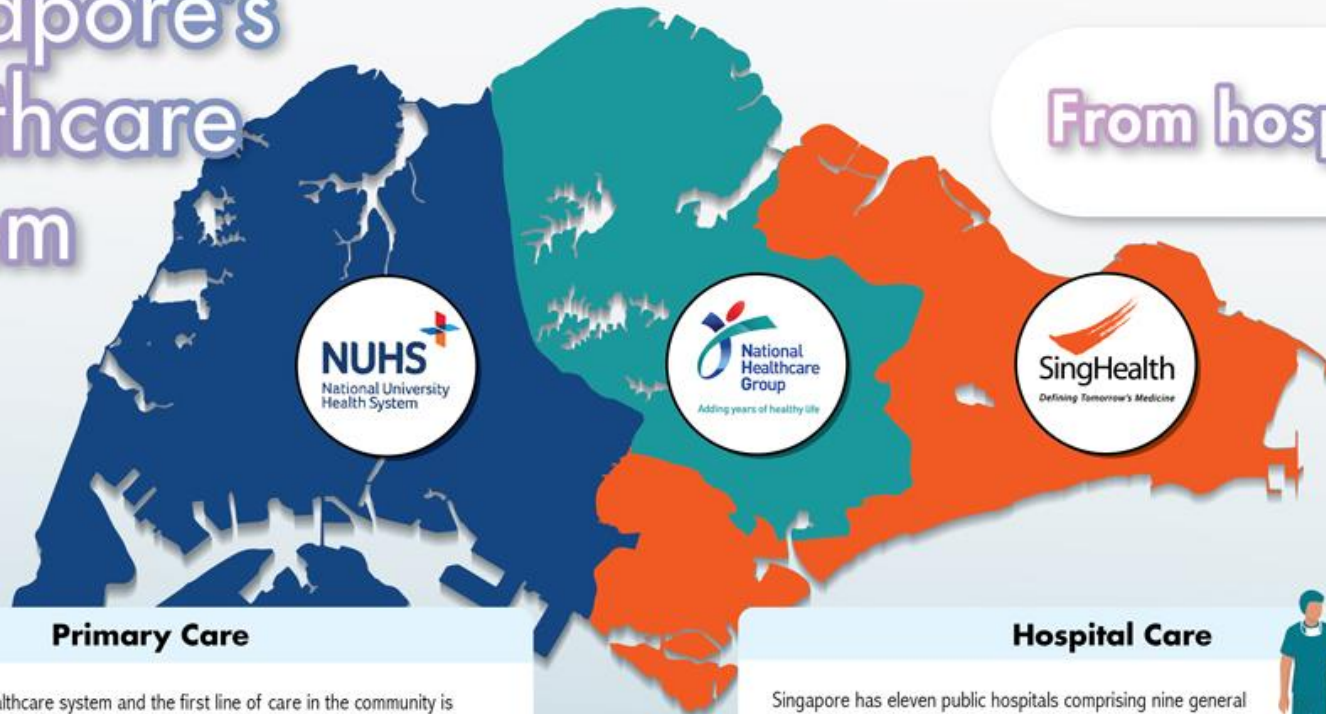 apore's
thcare
m
From hosp
NUHS
National University
Health System
National
Healthcare
Group
Adding years of healthy life
SingHealth
Defining Tomorrow's Medicine
Primary Care
althcare system and the first line of care in the community is
Hospital Care
Singapore has eleven public hospitals comprising nine general